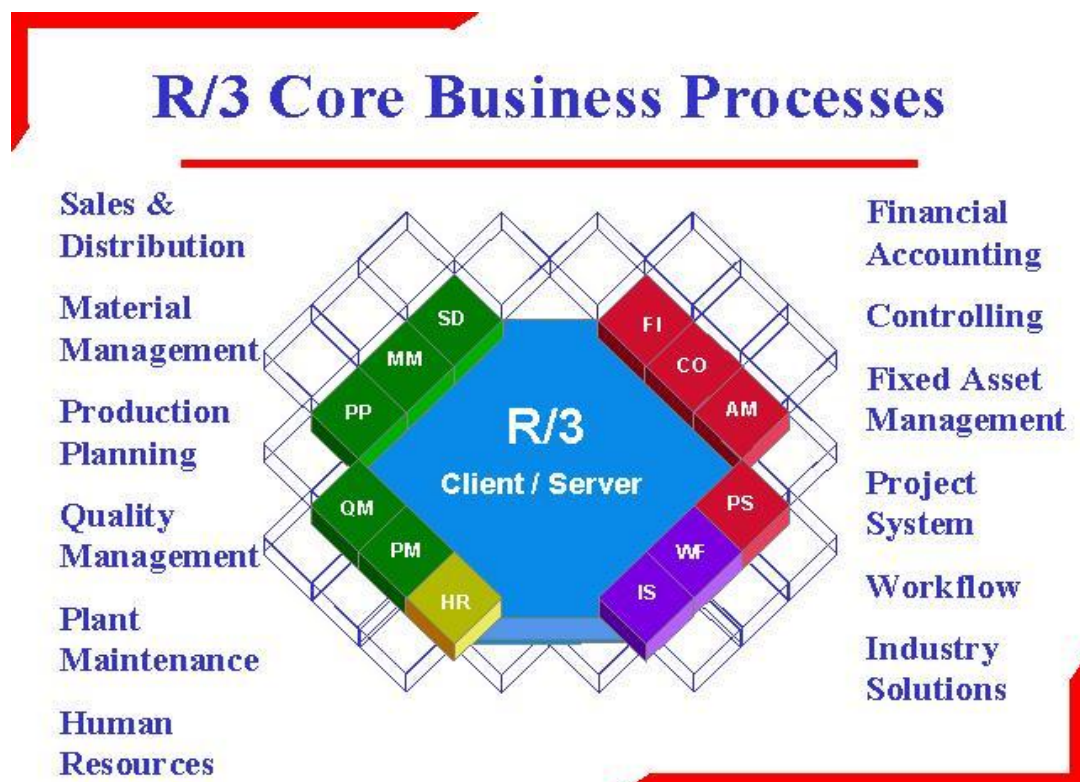 R/3 Core Business Processes
Sales &
Distribution
Material
Management
Production
Planning
Quality
Management
Plant
Maintenance
Human
Resources
SD
MM
PP
QM
PM
HR
R/3
Client / Server
FI
CO
AM
PS
WF
IS
Financial
Accounting
Controlling
Fixed Asset
Management
Project
System
Workflow
Industry
Solutions